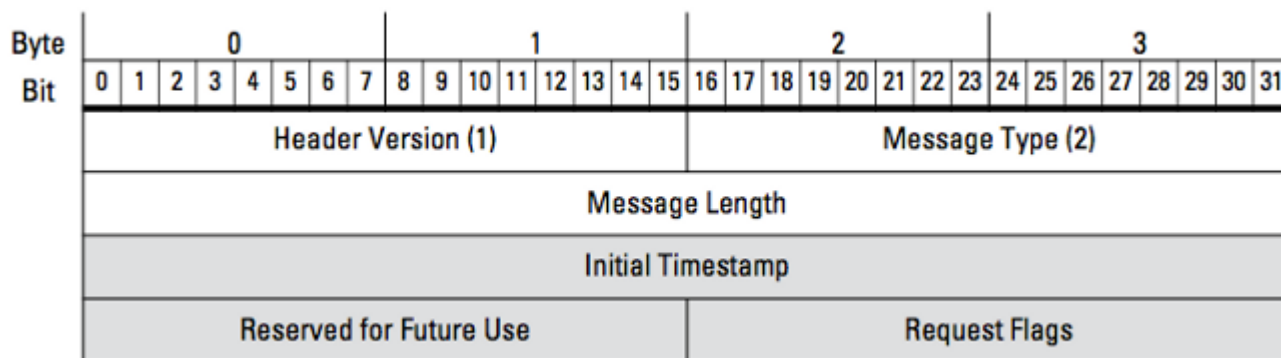 Byte 0 1 2 3
Bit 0 1 2 3 4 5 6 7 8 9 10 11 12 13 14 15 16 17 18 19 20 21 22 23 24 25 26 27 28 29 30 31
Header Version (1) Message Type (2)
Message Length
Initial Timestamp
Reserved for Future Use Request Flags